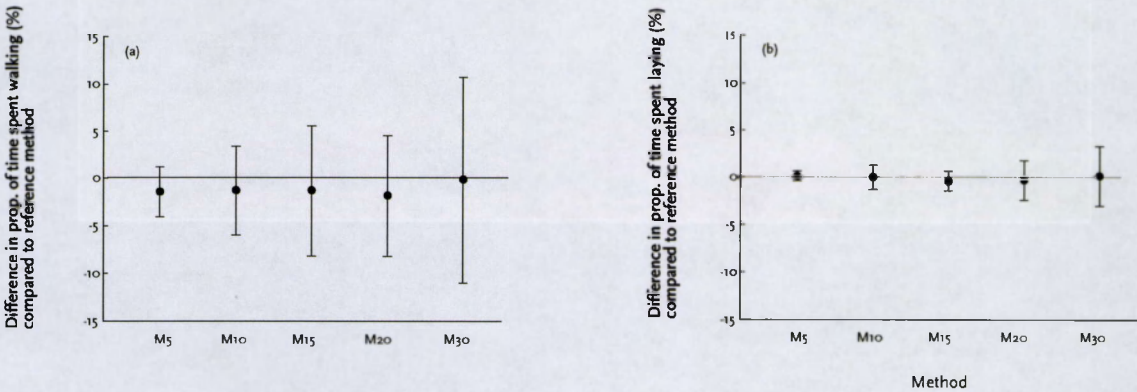 Difference in prop. of time spent walking (%)
compared to reference method
15
10
5
0
-5
-10
-15
(a)
M5
M10
M15
M20
M30
Difference in prop. of time spent laying (%)
compared to reference method
15
10
5
0
-5
-10
-15
(b)
M5
M10
M15
M20
M30
Method